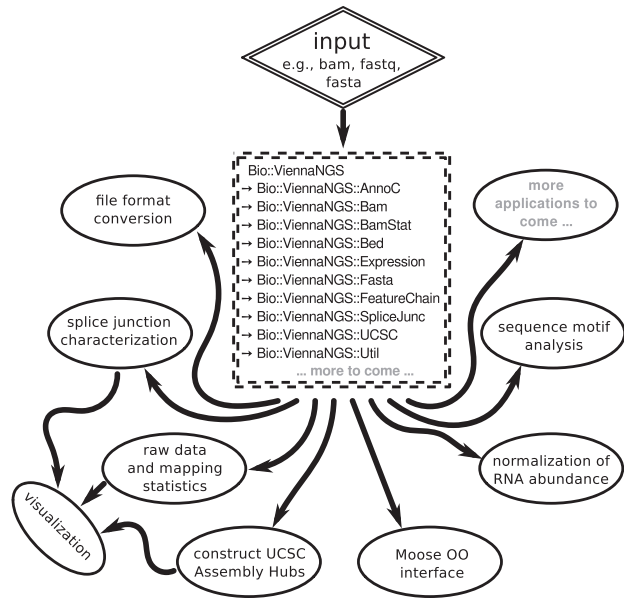 input
e.g., bam, fastq,
fasta
Bio::ViennaNGS
→ Bio::ViennaNGS::AnnoC
→ Bio::ViennaNGS::Bam
→ Bio::ViennaNGS::BamStat
→ Bio::ViennaNGS::Bed
→ Bio::ViennaNGS::Expression
→ Bio::ViennaNGS::Fasta
→ Bio::ViennaNGS::FeatureChain
→ Bio::ViennaNGS::SpliceJunc
→ Bio::ViennaNGS::UCSC
→ Bio::ViennaNGS::Util
... more to come ...
file format
conversion
more
applications to
come ...
splice junction
characterization
sequence motif
analysis
raw data
and mapping
statistics
normalization of
RNA abundance
visualization
construct UCSC
Assembly Hubs
Moose OO
interface